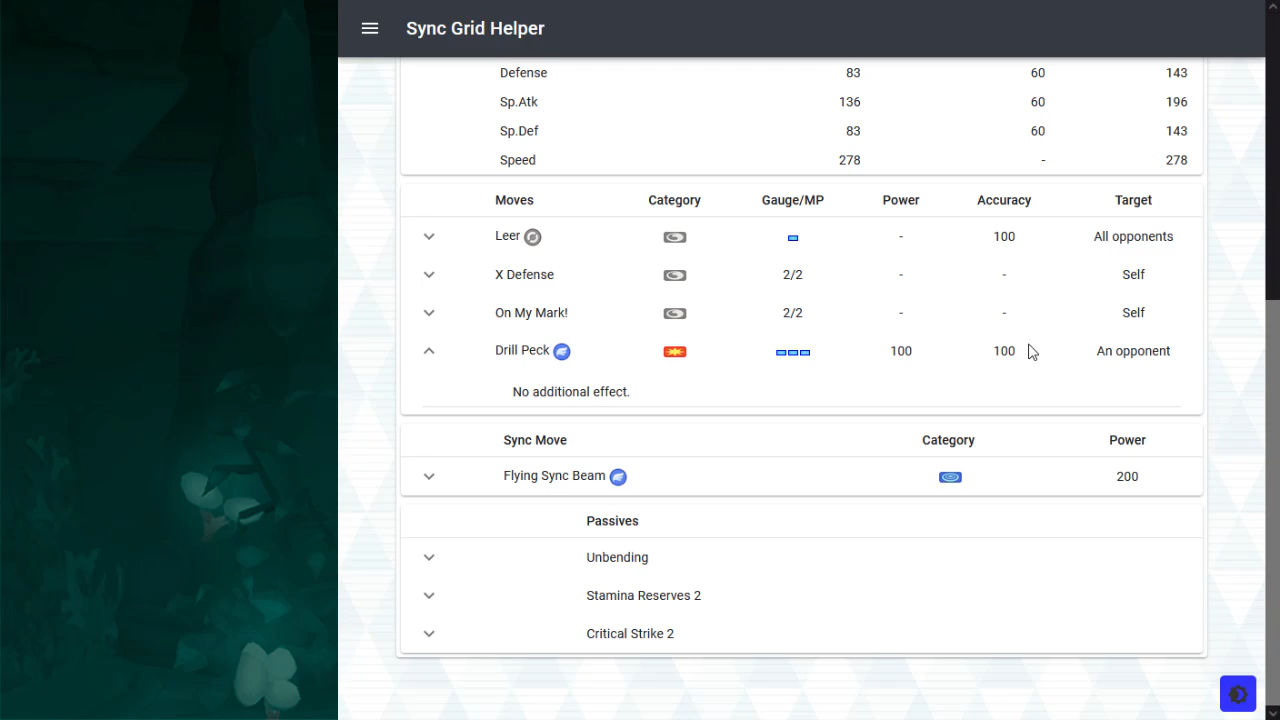 Sync Grid Helper
Defense 83 60 143
Sp.Atk 136 60 196
Sp.Def 83 60 143
Speed 278 - 278
Moves Category Gauge/MP Power Accuracy Target
Leer - 100 All opponents
X Defense 2/2 - - Self
On My Mark! 2/2 - - Self
Drill Peck 100 100 An opponent
No additional effect.
Sync Move Category Power
Flying Sync Beam 200
Passives
Unbending
Stamina Reserves 2
Critical Strike 2